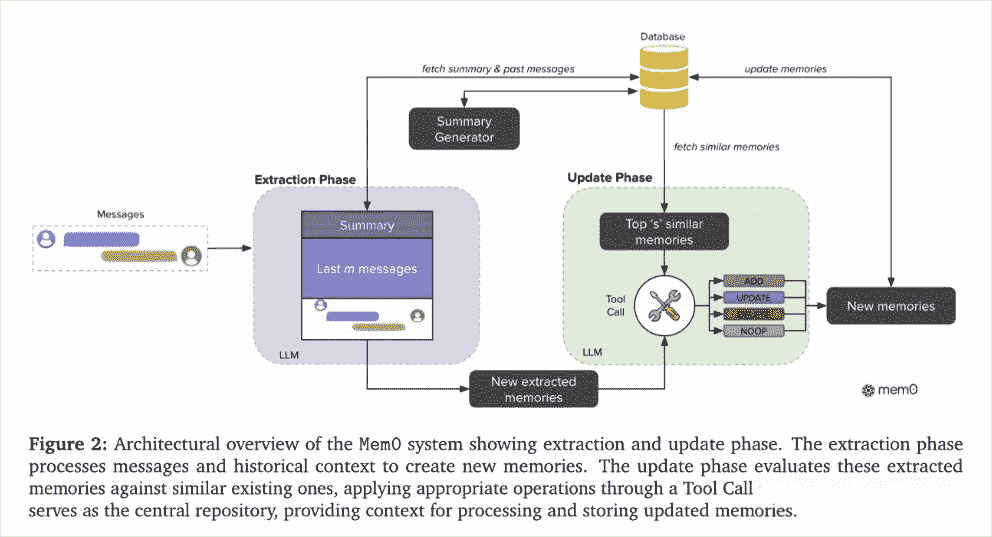 Database
fetch summary & past messages
update memories
Summary
Generator
fetch similar memories
Extraction Phase
Update Phase
Messages
Summary
Top 's' similar
memories
Last m messages
Tool
Call
ADD
UPDATE
NOOP
New memories
LLM
LLM
New extracted
memories
mem0
Figure 2: Architectural overview of the Mem0 system showing extraction and update phase. The extraction phase
processes messages and historical context to create new memories. The update phase evaluates these extracted
memories against similar existing ones, applying appropriate operations through a Tool Call
serves as the central repository, providing context for processing and storing updated memories.